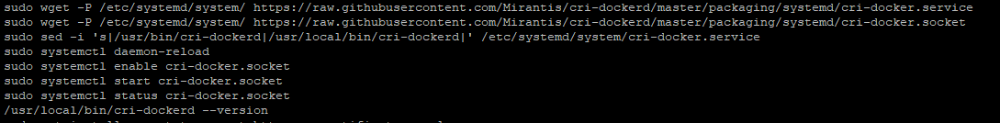 sudo wget -P /etc/systemd/system/ https://raw.githubusercontent.com/Mirantis/cri-dockerd/master/packaging/systemd/cri-docker.service
sudo wget -P /etc/systemd/system/ https://raw.githubusercontent.com/Mirantis/cri-dockerd/master/packaging/systemd/cri-docker.socket
sudo sed -i 's|/usr/bin/cri-dockerd|/usr/local/bin/cri-dockerd|' /etc/systemd/system/cri-docker.service
sudo systemctl daemon-reload
sudo systemctl enable cri-docker.socket
sudo systemctl start cri-docker.socket
sudo systemctl status cri-docker.socket
/usr/local/bin/cri-dockerd --version